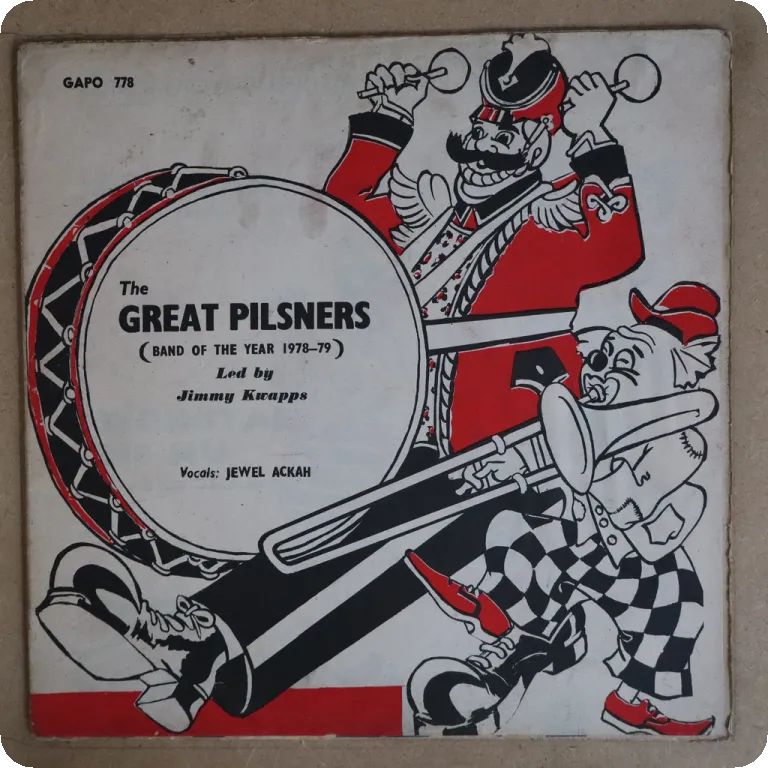 GAPO 778
The
GREAT PILSNERS
(BAND OF THE YEAR 1978-79)
Led by
Jimmy Kwapps
Vocals: JEWEL ACKAH